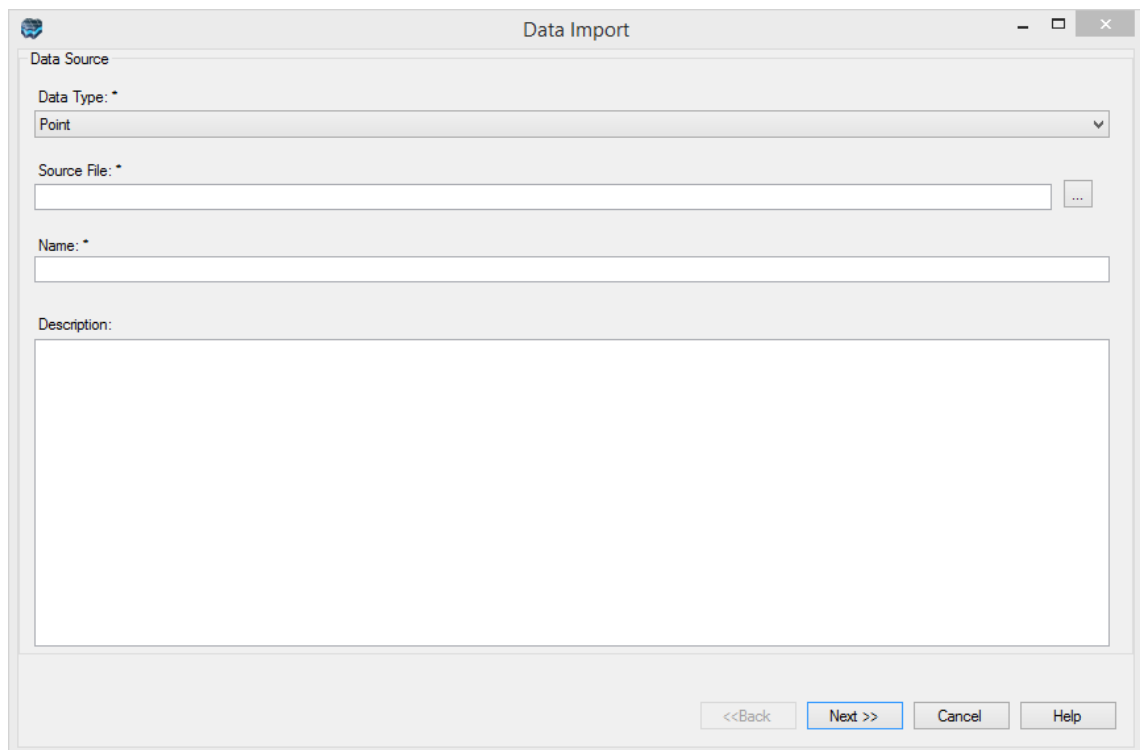 Data Import
Data Source
Data Type: *
Point
Source File: *
...
Name: *
Description:
<<Back Next >> Cancel Help